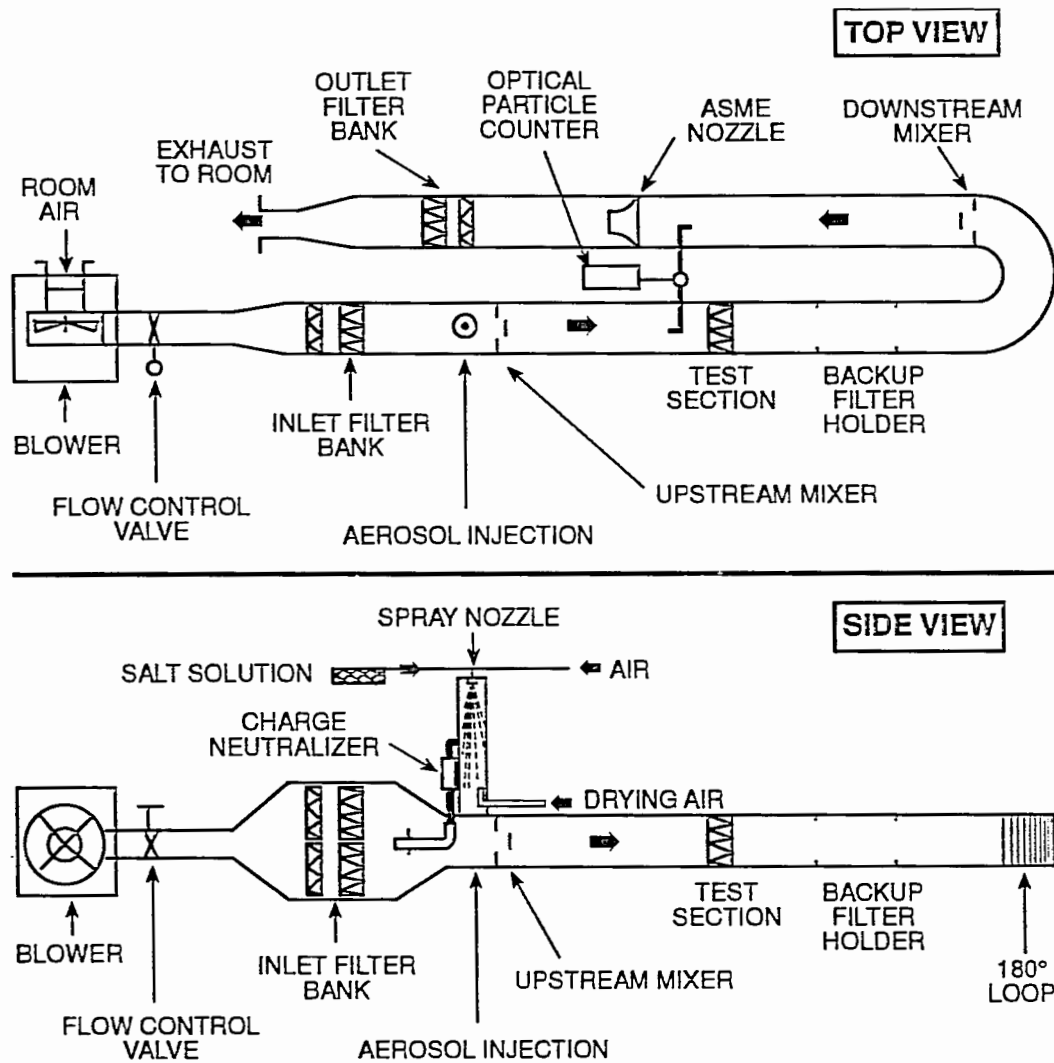 TOP VIEW
OUTLET
FILTER
BANK
OPTICAL
PARTICLE
COUNTER
ASME
NOZZLE
DOWNSTREAM
MIXER
EXHAUST
TO ROOM
ROOM
AIR
BLOWER
INLET FILTER
BANK
TEST
SECTION
BACKUP
FILTER
HOLDER
FLOW CONTROL
VALVE
AEROSOL INJECTION
UPSTREAM MIXER
SIDE VIEW
SPRAY NOZZLE
SALT SOLUTION
AIR
CHARGE
NEUTRALIZER
DRYING AIR
BLOWER
INLET FILTER
BANK
UPSTREAM MIXER
TEST
SECTION
BACKUP
FILTER
HOLDER
180°
LOOP
FLOW CONTROL
VALVE
AEROSOL INJECTION